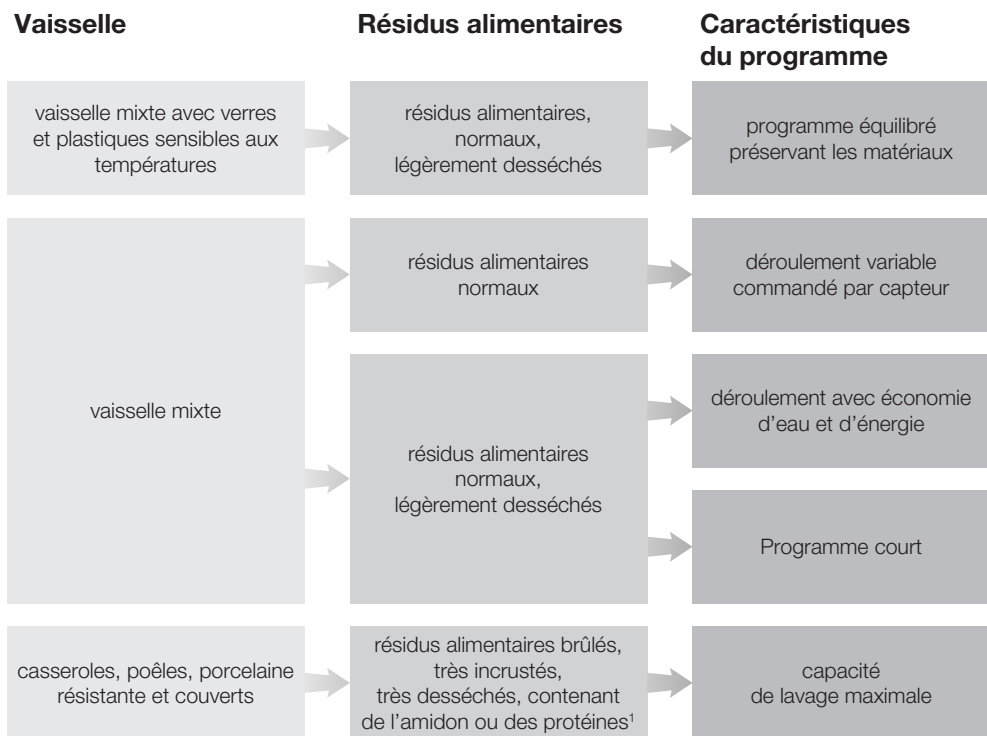 Vaisselle
Résidus alimentaires
Caractéristiques
du programme
vaisselle mixte avec verres
et plastiques sensibles aux
températures
résidus alimentaires,
normaux,
légèrement desséchés
programme équilibré
préservant les matériaux
vaisselle mixte
résidus alimentaires
normaux
déroulement variable
commandé par capteur
résidus alimentaires
normaux,
légèrement desséchés
déroulement avec économie
d’eau et d’énergie
Programme court
casseroles, poêles, porcelaine
résistante et couverts
résidus alimentaires brûlés,
très incrustés,
très desséchés, contenant
de l’amidon ou des protéines¹
capacité
de lavage maximale